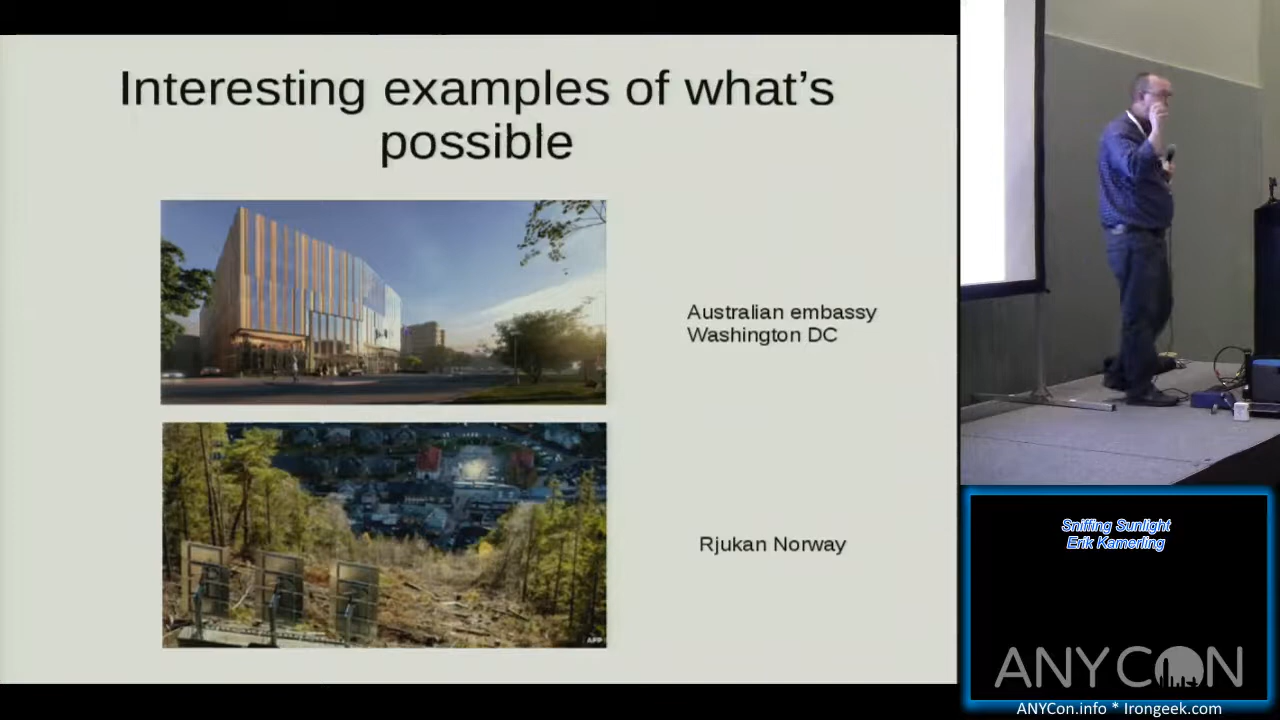 Interesting examples of what's
possible
Australian embassy
Washington DC
Rjukan Norway
AFP
Sniffing Sunlight
Erik Kamerling
ANYCON
ANYCon.info * Irongeek.com